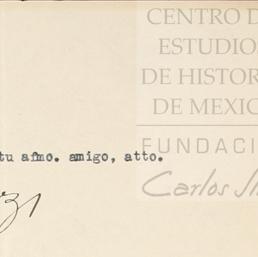 CENTRO D
ESTUDIO
DE HISTOR
DE MEXIC
FUNDACI
Carlos Sl
tu afmo. amigo, atto.